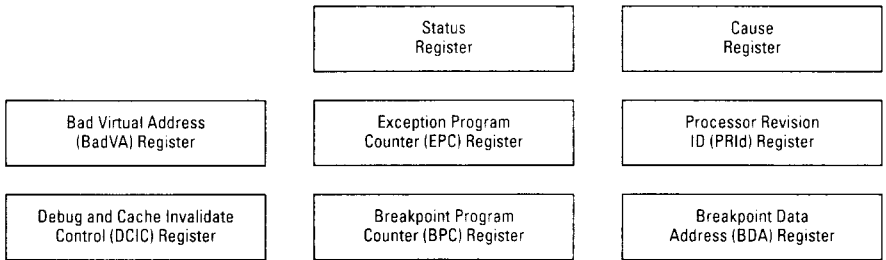 Status
Register
Cause
Register
Bad Virtual Address
(BadVA) Register
Exception Program
Counter (EPC) Register
Processor Revision
ID (PRId) Register
Debug and Cache Invalidate
Control (DCIC) Register
Breakpoint Program
Counter (BPC) Register
Breakpoint Data
Address (BDA) Register